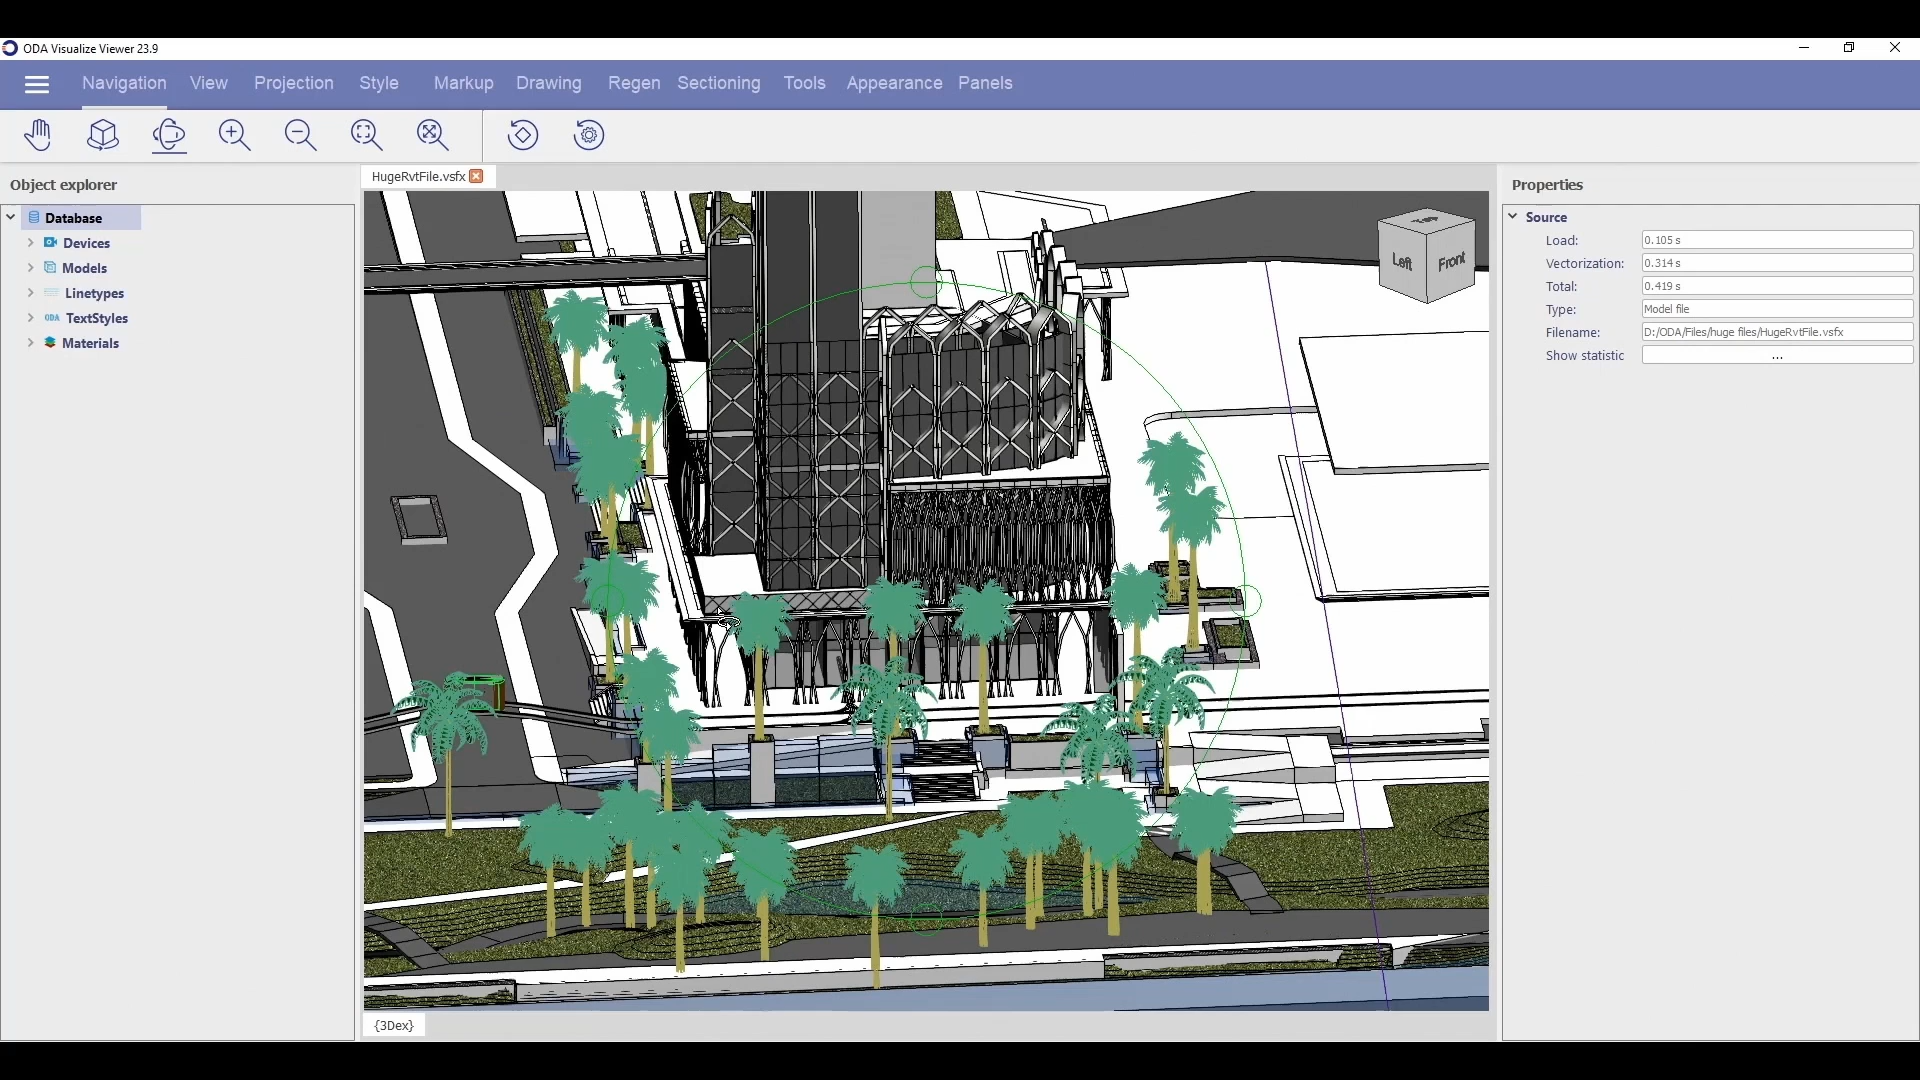 ODA Visualize Viewer 23.9
Navigation View Projection Style Markup Drawing Regen Sectioning Tools Appearance Panels
Object explorer
Database
Devices
Models
Linetypes
ODA TextStyles
Materials
HugeRvtFile.vsfx
Top
Left Front
{3Dex}
Properties
Source
Load: 0.105 s
Vectorization: 0.314 s
Total: 0.419 s
Type: Model file
Filename: D:/ODA/Files/huge files/HugeRvtFile.vsfx
Show statistic ...